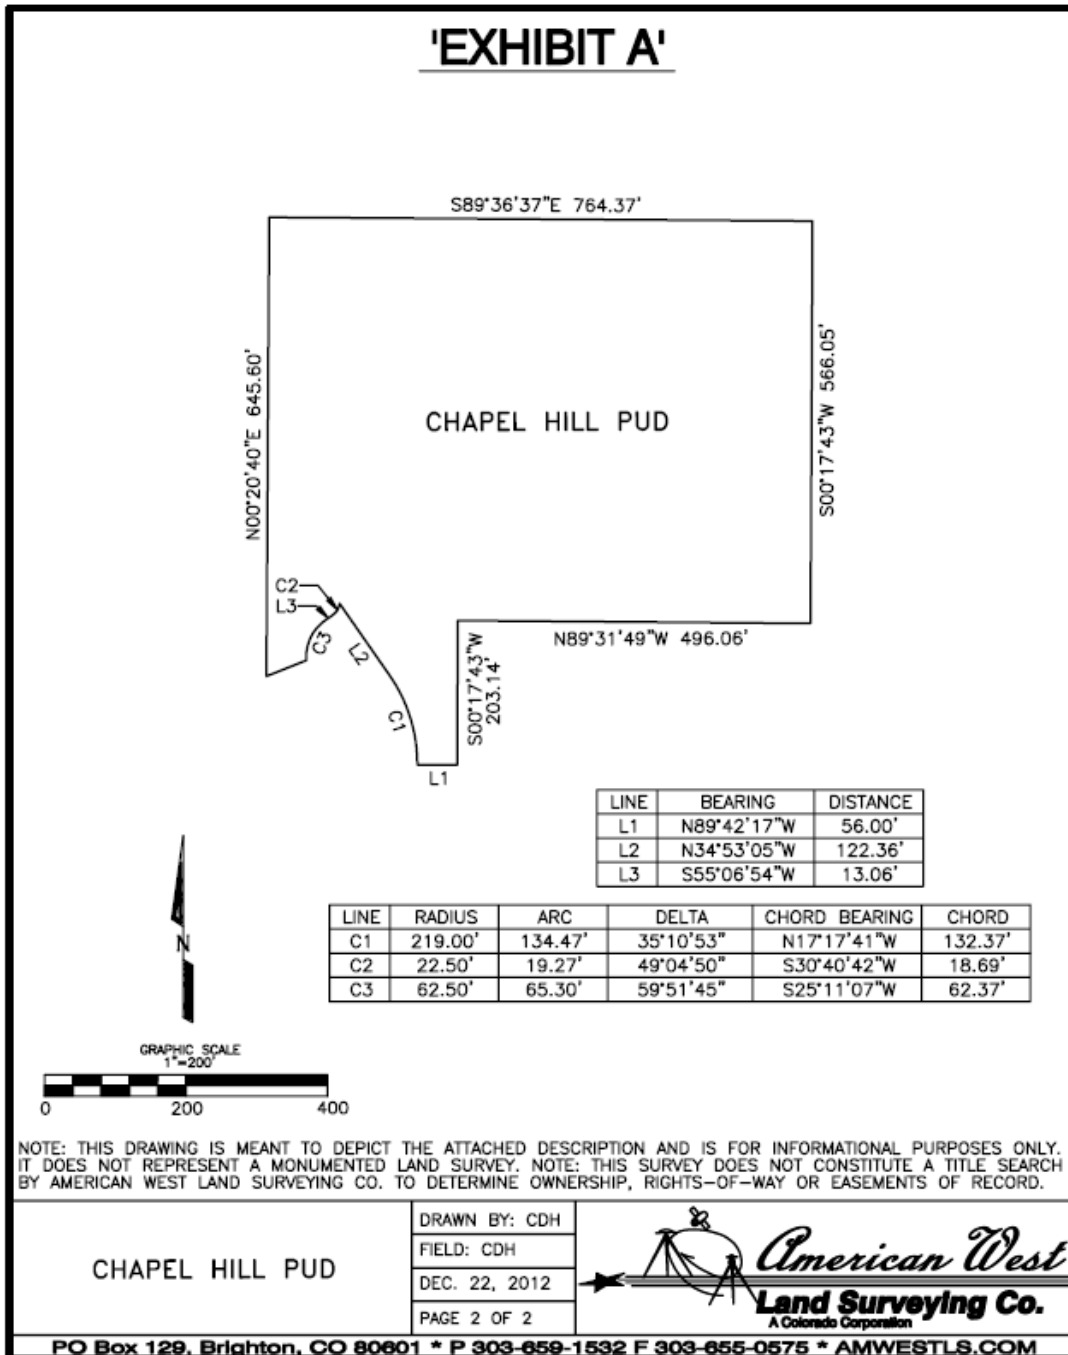 'EXHIBIT A'
S89°36'37"E 764.37'
N00°20'40"E 645.60'
S00°17'43"W 566.05'
CHAPEL HILL PUD
C2
L3
C3
L2
N89°31'49"W 496.06'
S00°17'43"W
203.14'
C1
L1
LINE BEARING DISTANCE
L1 N89°42'17"W 56.00'
L2 N34°53'05"W 122.36'
L3 S55°06'54"W 13.06'
LINE RADIUS ARC DELTA CHORD BEARING CHORD
C1 219.00' 134.47' 35°10'53" N17°17'41"W 132.37'
C2 22.50' 19.27' 49°04'50" S30°40'42"W 18.69'
C3 62.50' 65.30' 59°51'45" S25°11'07"W 62.37'
N
GRAPHIC SCALE
1"=200'
0 200 400
NOTE: THIS DRAWING IS MEANT TO DEPICT THE ATTACHED DESCRIPTION AND IS FOR INFORMATIONAL PURPOSES ONLY.
IT DOES NOT REPRESENT A MONUMENTED LAND SURVEY. NOTE: THIS SURVEY DOES NOT CONSTITUTE A TITLE SEARCH
BY AMERICAN WEST LAND SURVEYING CO. TO DETERMINE OWNERSHIP, RIGHTS-OF-WAY OR EASEMENTS OF RECORD.
CHAPEL HILL PUD
DRAWN BY: CDH
FIELD: CDH
DEC. 22, 2012
PAGE 2 OF 2
American West
Land Surveying Co.
A Colorado Corporation
PO Box 129, Brighton, CO 80601 * P 303-659-1532 F 303-655-0575 * AMWESTLS.COM